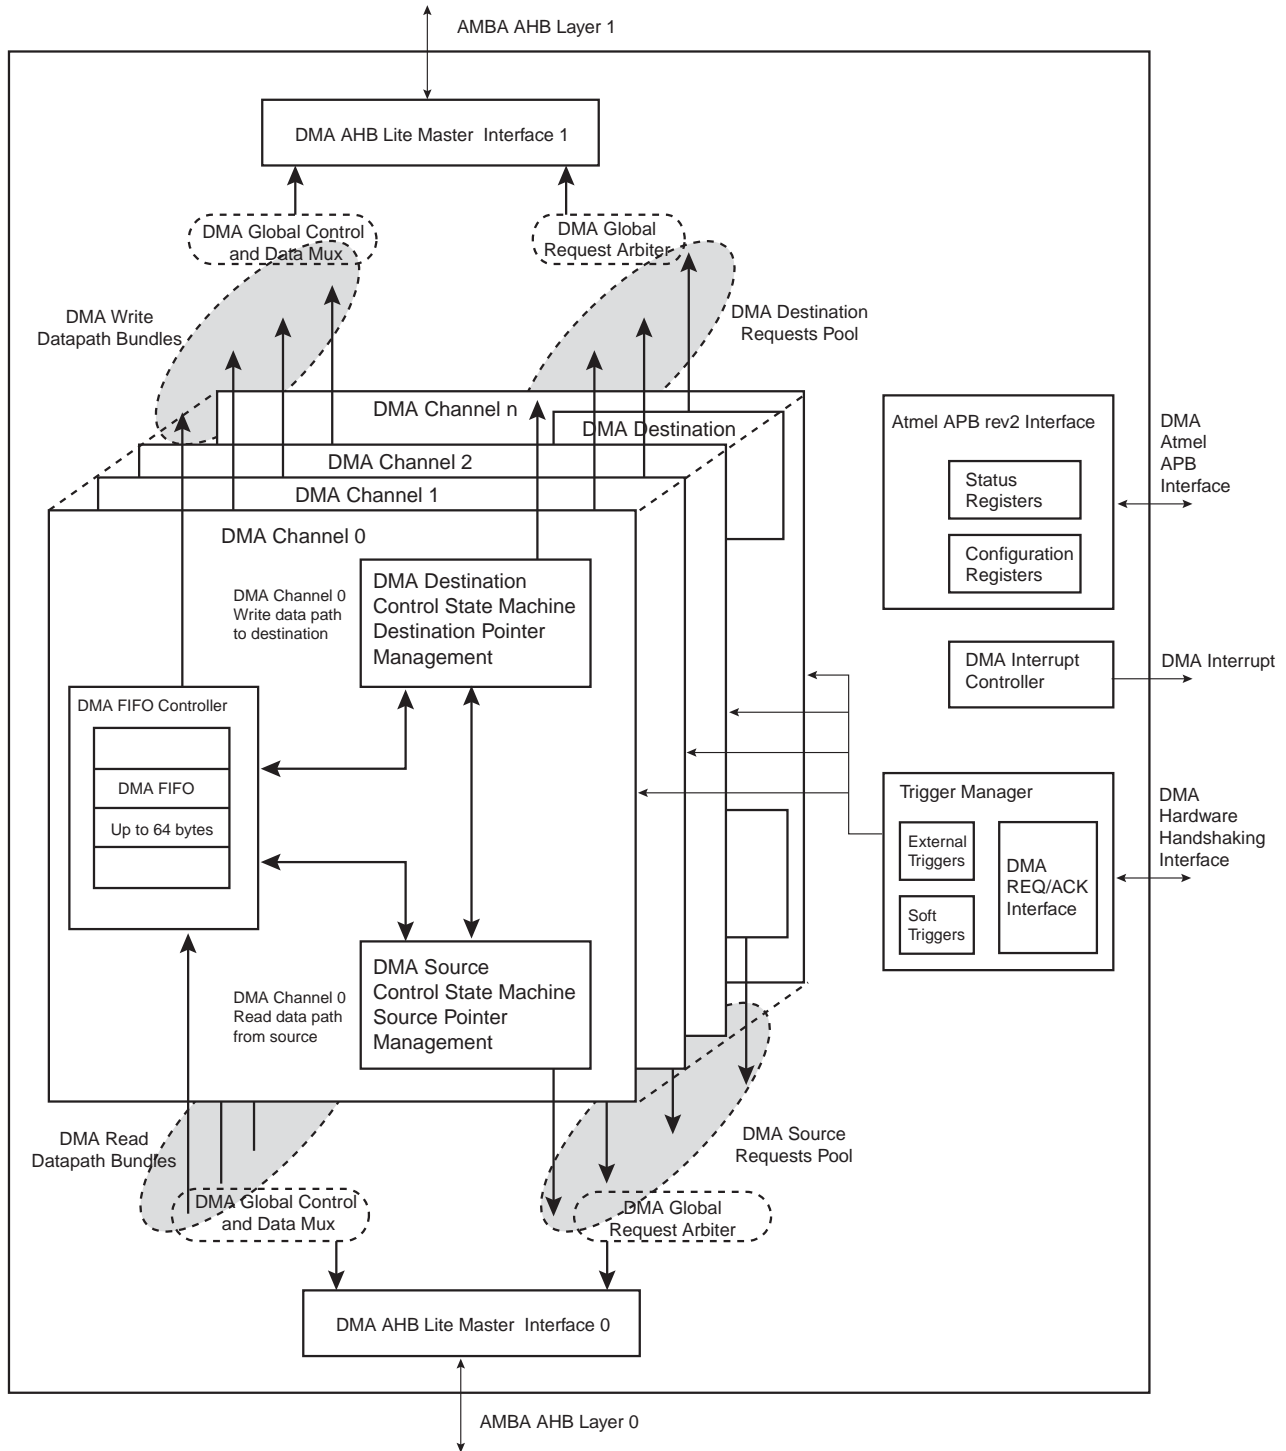 AMBA AHB Layer 1
DMA AHB Lite Master Interface 1
DMA Global Control
and Data Mux
DMA Global
Request Arbiter
DMA Write
Datapath Bundles
DMA Destination
Requests Pool
DMA Channel n
DMA Destination
DMA Channel 2
DMA Channel 1
DMA Channel 0
DMA Channel 0
Write data path
to destination
DMA Destination
Control State Machine
Destination Pointer
Management
DMA FIFO Controller
DMA FIFO
Up to 64 bytes
DMA Channel 0
Read data path
from source
DMA Source
Control State Machine
Source Pointer
Management
Atmel APB rev2 Interface
Status
Registers
Configuration
Registers
DMA
Atmel
APB
Interface
DMA Interrupt
Controller
DMA Interrupt
Trigger Manager
External
Triggers
Soft
Triggers
DMA
REQ/ACK
Interface
DMA
Hardware
Handshaking
Interface
DMA Read
Datapath Bundles
DMA Source
Requests Pool
DMA Global Control
and Data Mux
DMA Global
Request Arbiter
DMA AHB Lite Master Interface 0
AMBA AHB Layer 0